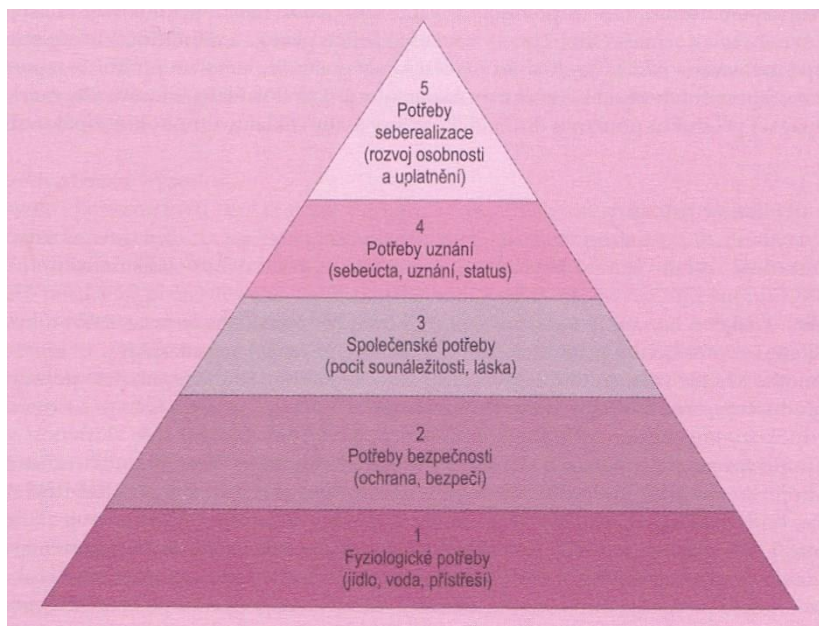 5
Potřeby
seberealizace
(rozvoj osobnosti
a uplatnění)
4
Potřeby uznání
(sebeúcta, uznání, status)
3
Společenské potřeby
(pocit sounáležitosti, láska)
2
Potřeby bezpečnosti
(ochrana, bezpečí)
1
Fyziologické potřeby
(jídlo, voda, přístřeší)